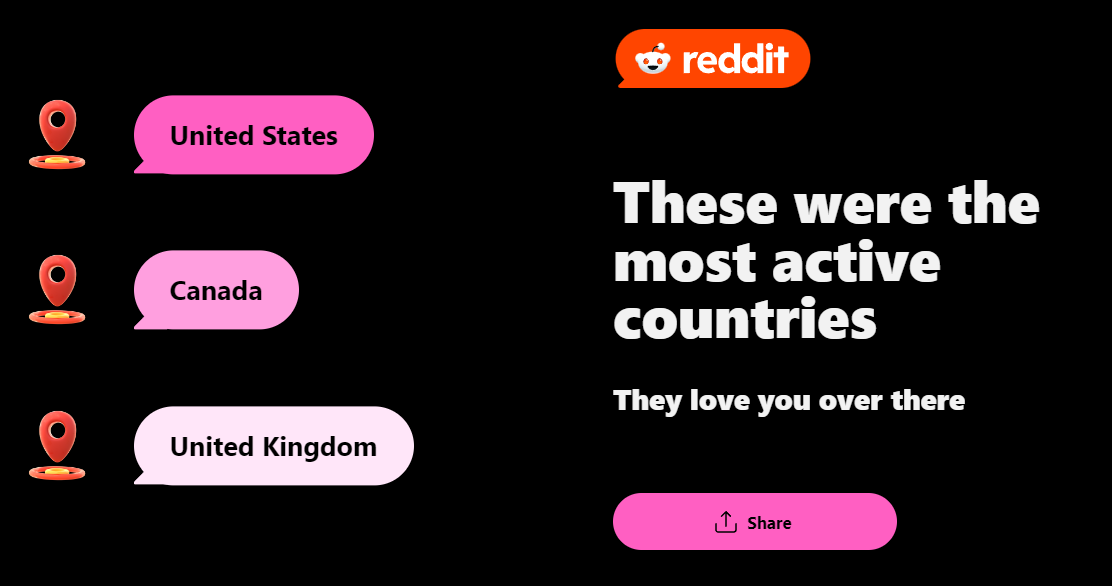 United States
Canada
United Kingdom
reddit
These were the
most active
countries
They love you over there
Share